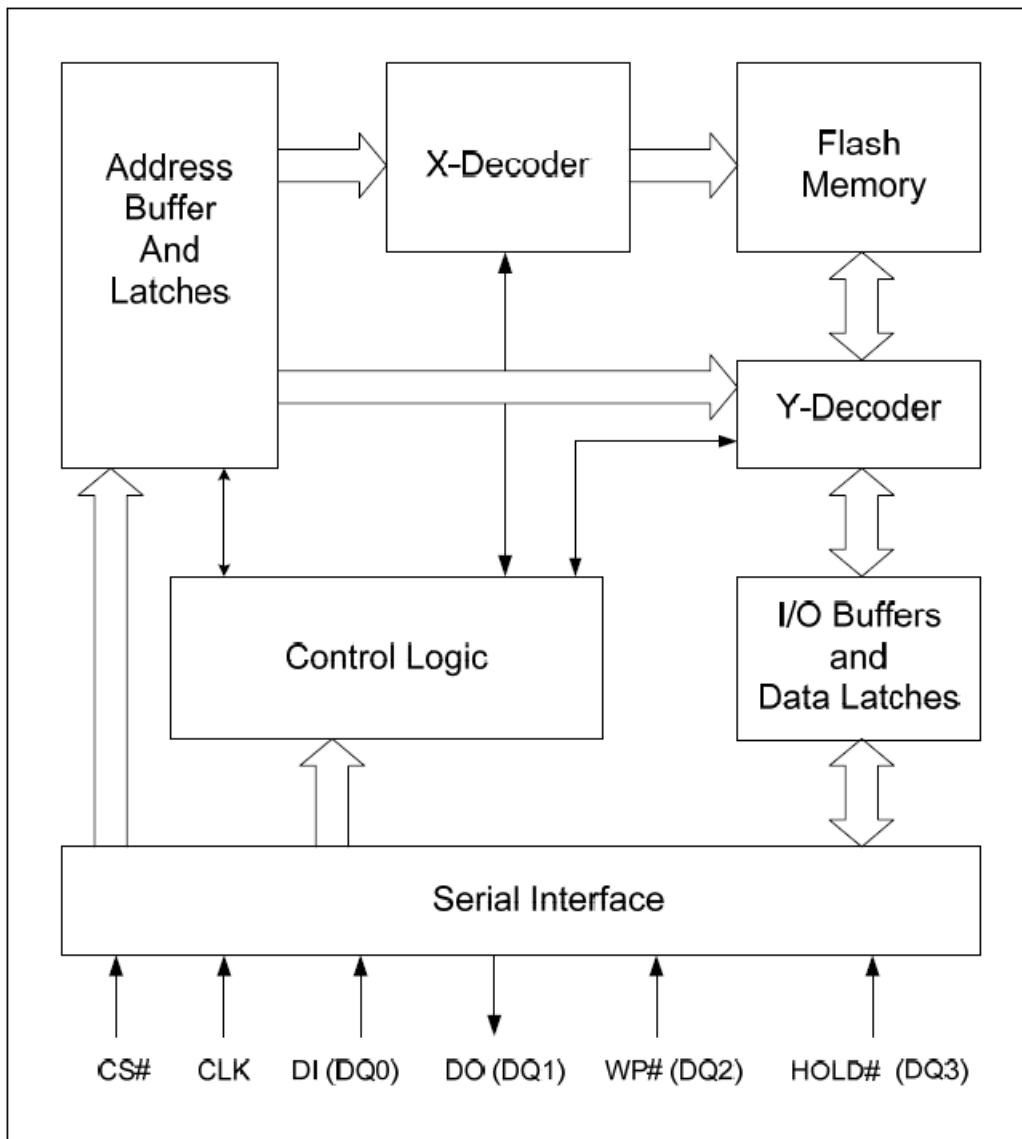 Address
Buffer
And
Latches
X-Decoder
Flash
Memory
Y-Decoder
Control Logic
I/O Buffers
and
Data Latches
Serial Interface
CS#
CLK
DI (DQ0)
DO (DQ1)
WP# (DQ2)
HOLD# (DQ3)